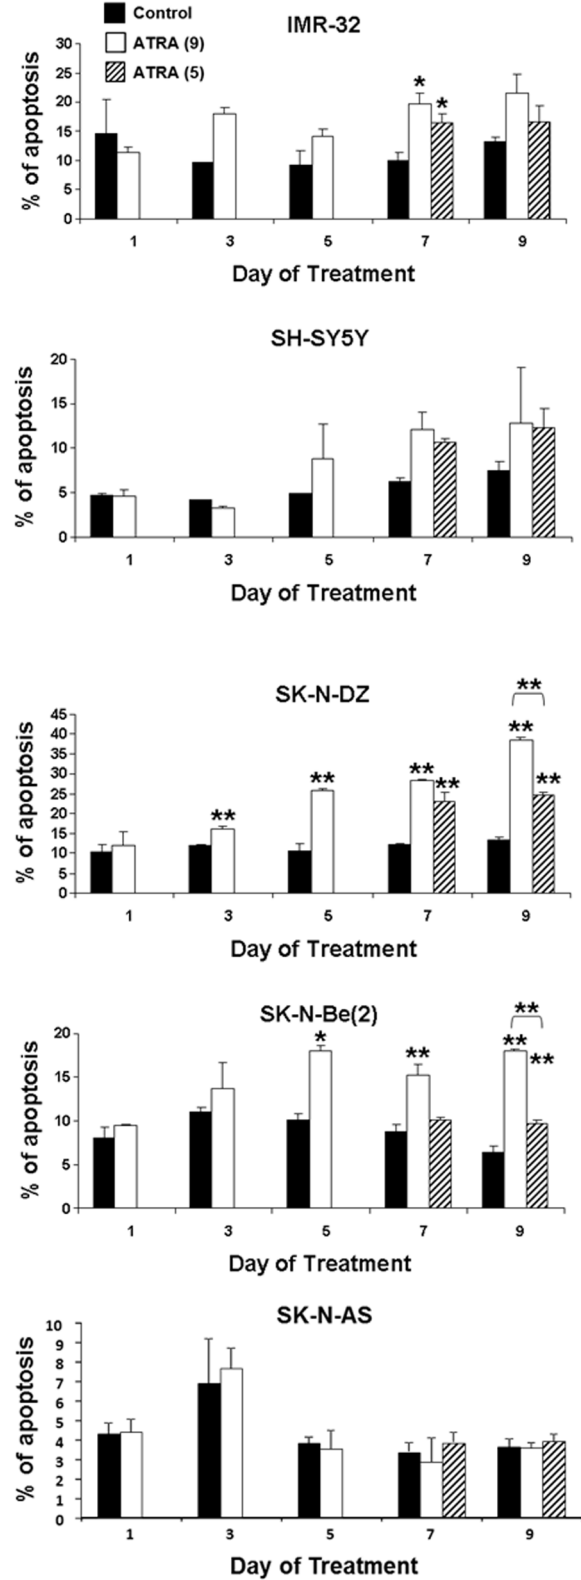 Control
IMR-32
ATRA (9)
ATRA (5)
% of apoptosis
30
25
20
15
10
5
0
* *
1 3 5 7 9
Day of Treatment
SH-SY5Y
% of apoptosis
20
15
10
5
0
1 3 5 7 9
Day of Treatment
SK-N-DZ
% of apoptosis
45
40
35
30
25
20
15
10
5
0
** ** ** ** ** ** **
1 3 5 7 9
Day of Treatment
SK-N-Be(2)
% of apoptosis
20
15
10
5
0
* ** ** ** **
1 3 5 7 9
Day of Treatment
SK-N-AS
% of apoptosis
10
9
8
7
6
5
4
3
2
1
0
1 3 5 7 9
Day of Treatment